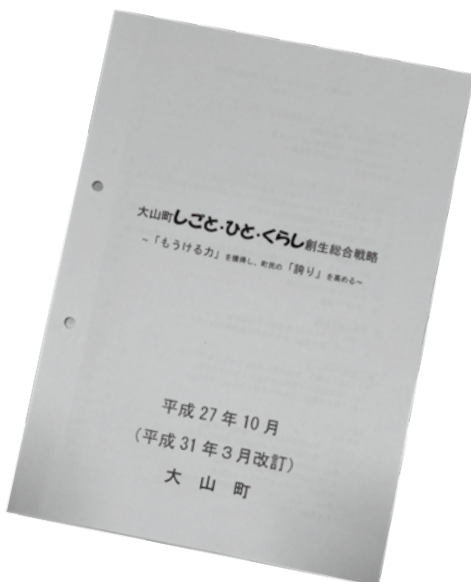 大山町しごと・ひと・くらし創生総合戦略
～「もうける力」を獲得し、町民の「誇り」を高める～
平成27年10月
（平成31年３月改訂）
大山町